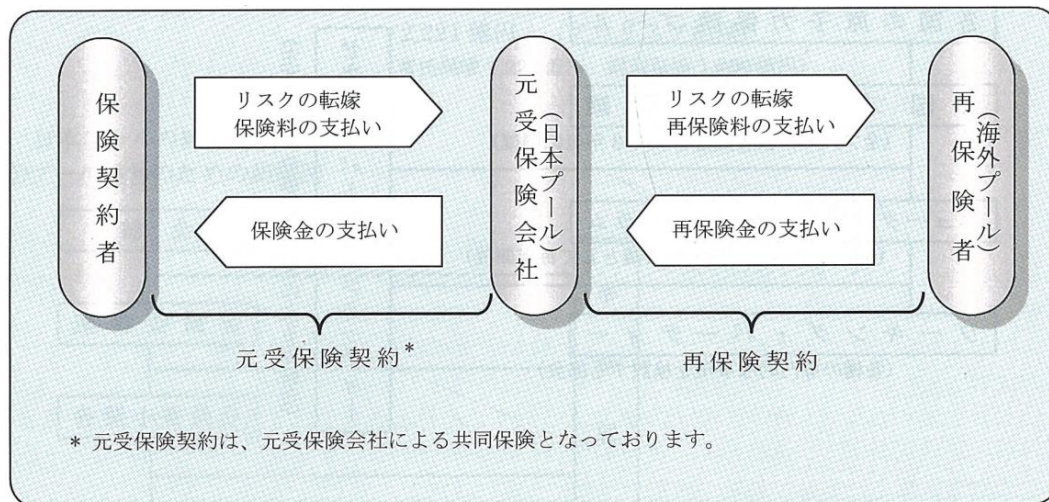 保険契約者
リスクの転嫁
保険料の支払い
保険金の支払い
元受保険会社
(日本プール)
リスクの転嫁
再保険料の支払い
再保険金の支払い
再保険者
(海外プール)
元受保険契約*
再保険契約
* 元受保険契約は、元受保険会社による共同保険となっております。